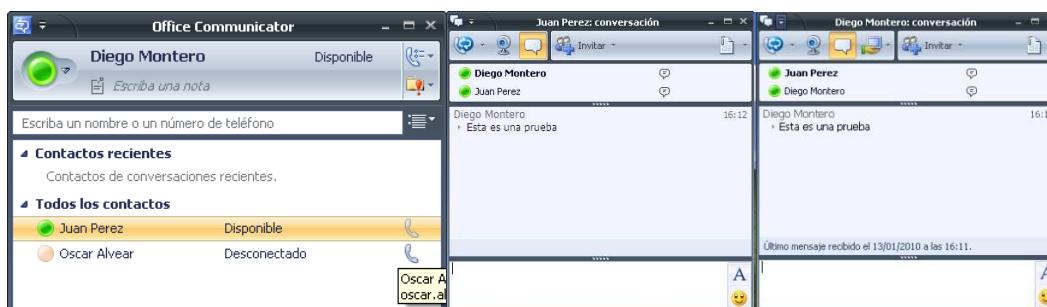 Office Communicator
Diego Montero Disponible
Escriba una nota
Escriba un nombre o un número de teléfono
Contactos recientes
Contactos de conversaciones recientes.
Todos los contactos
Juan Perez Disponible
Oscar Alvear Desconectado
Oscar A
oscar.al
Juan Perez: conversación
Invitar
Diego Montero
Juan Perez
Diego Montero 16:12
Esta es una prueba
A
Diego Montero: conversación
Invitar
Juan Perez
Diego Montero
Diego Montero 16:1
Esta es una prueba
Último mensaje recibido el 13/01/2010 a las 16:11.
A